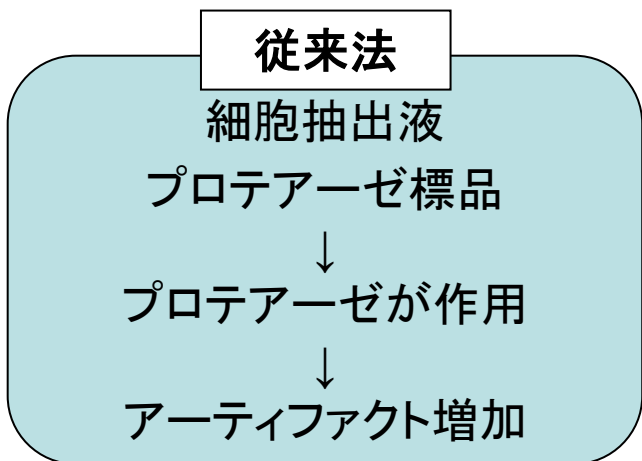 従来法
細胞抽出液
プロテアーゼ標品
↓
プロテアーゼが作用
↓
アーティファクト増加